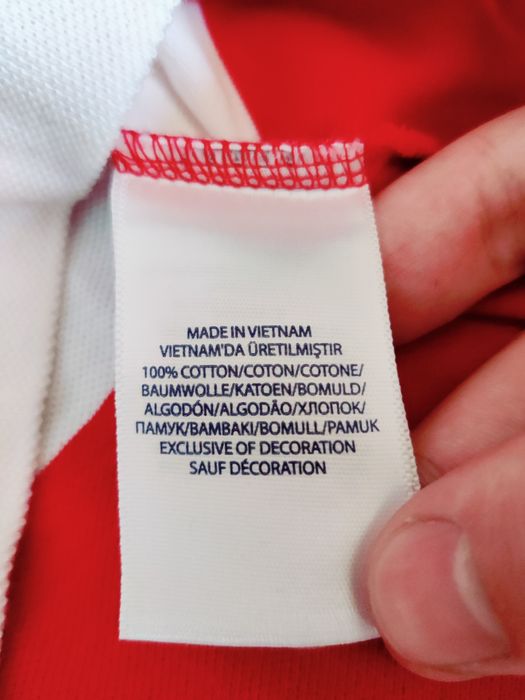 MADE IN VIETNAM
VIETNAM'DA ÜRETILMIŞTIR
100% COTTON/COTON/COTONE/
BAUMWOLLE/KATOEN/BOMULD/
ALGODÓN/ALGODÃO/ХЛОПОК/
ПАМУК/BAMBAKI/BOMULL/PAMUK
EXCLUSIVE OF DECORATION
SAUF DÉCORATION